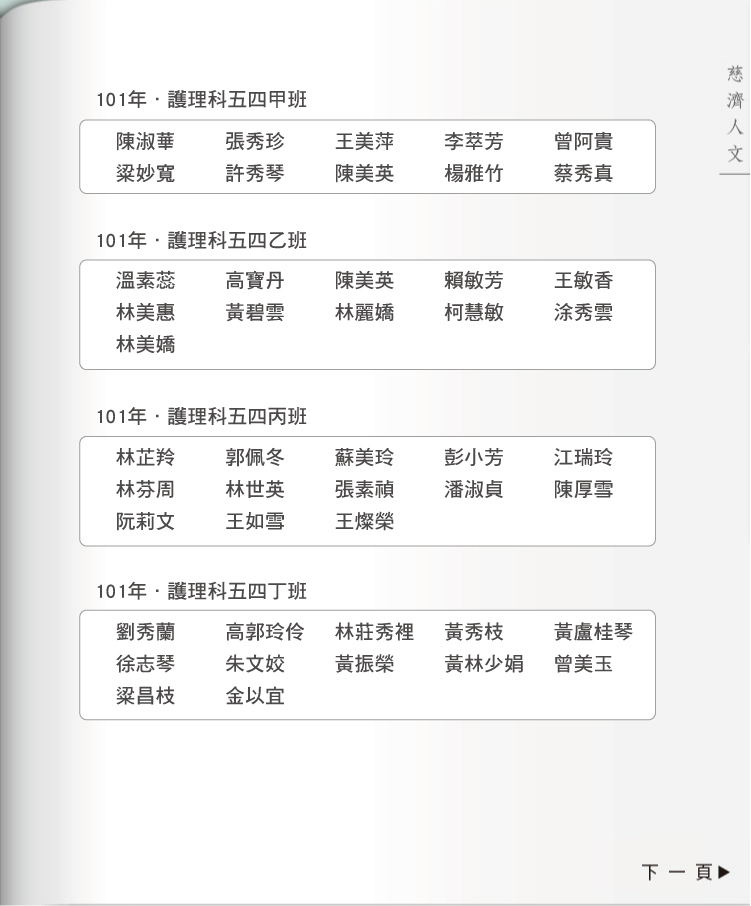 慈濟人文
101年．護理科五四甲班
陳淑華 張秀珍 王美萍 李萃芳 曾阿貴
梁妙寬 許秀琴 陳美英 楊雅竹 蔡秀真
101年．護理科五四乙班
溫素蕊 高寶丹 陳美英 賴敏芳 王敏香
林美惠 黃碧雲 林麗嬌 柯慧敏 涂秀雲
林美嬌
101年．護理科五四丙班
林芷羚 郭佩冬 蘇美玲 彭小芳 江瑞玲
林芬周 林世英 張素禎 潘淑貞 陳厚雪
阮莉文 王如雪 王燦榮
101年．護理科五四丁班
劉秀蘭 高郭玲伶 林莊秀裡 黃秀枝 黃盧桂琴
徐志琴 朱文姣 黃振榮 黃林少娟 曾美玉
梁昌枝 金以宜
下一頁▶